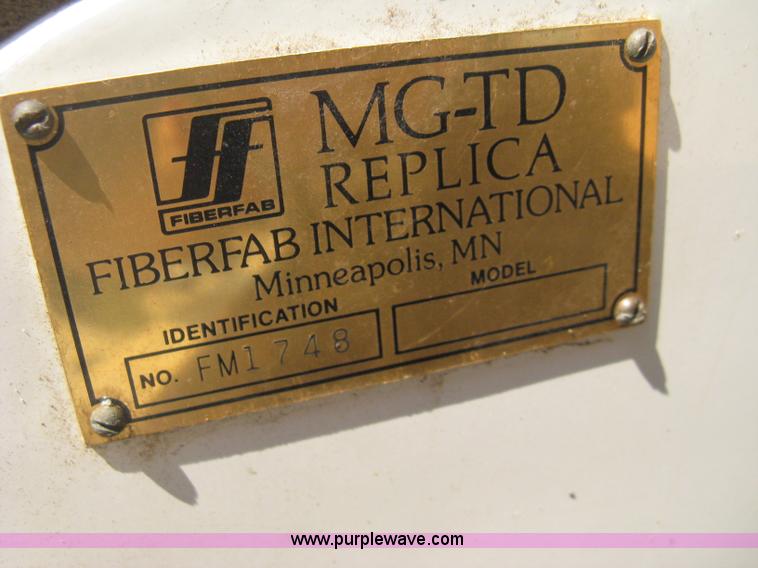 MG-TD
REPLICA
FIBERFAB
FIBERFAB INTERNATIONAL
Minneapolis, MN
IDENTIFICATION
MODEL
NO. FM1748
www.purplewave.com